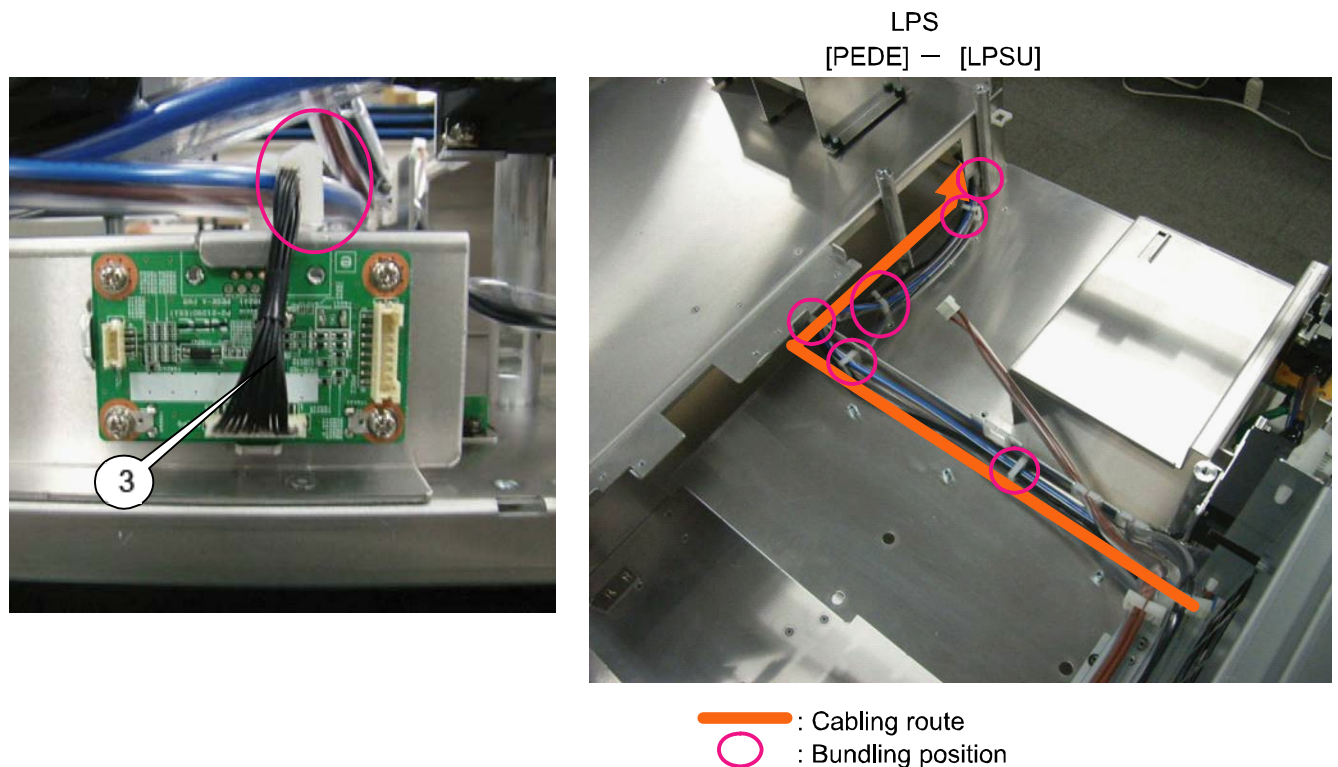 LPS
[PEDE] — [LPSU]
3
: Cabling route
: Bundling position